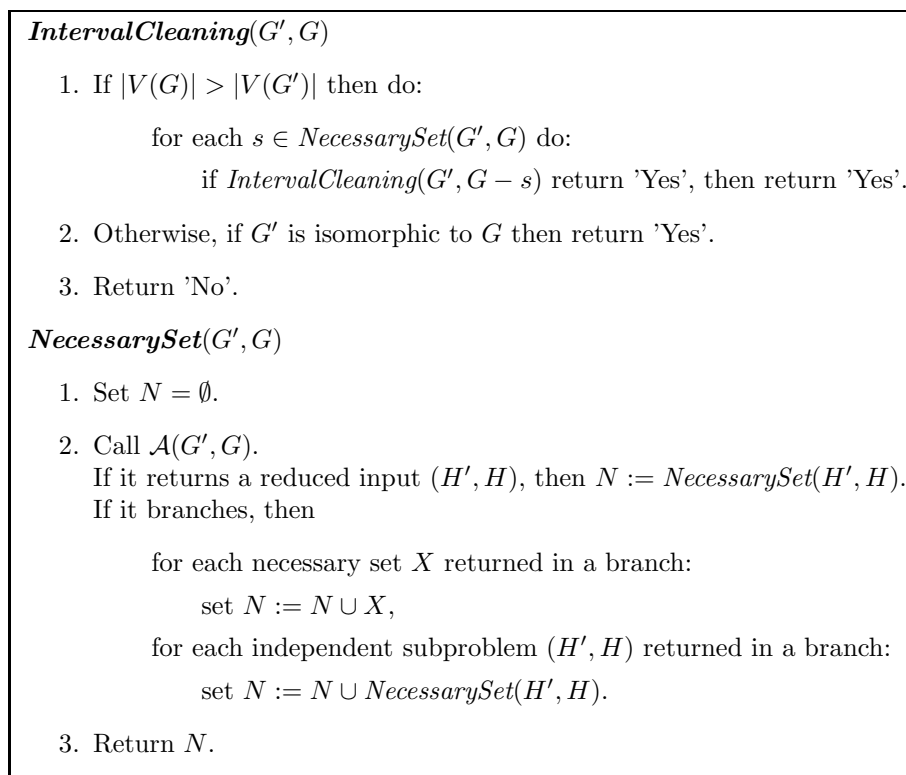 IntervalCleaning(G′, G)
1. If |V(G)| > |V(G′)| then do:
for each s ∈ NecessarySet(G′, G) do:
if IntervalCleaning(G′, G − s) return 'Yes', then return 'Yes'.
2. Otherwise, if G′ is isomorphic to G then return 'Yes'.
3. Return 'No'.
NecessarySet(G′, G)
1. Set N = ∅.
2. Call 𝒜(G′, G).
If it returns a reduced input (H′, H), then N := NecessarySet(H′, H).
If it branches, then
for each necessary set X returned in a branch:
set N := N ∪ X,
for each independent subproblem (H′, H) returned in a branch:
set N := N ∪ NecessarySet(H′, H).
3. Return N.